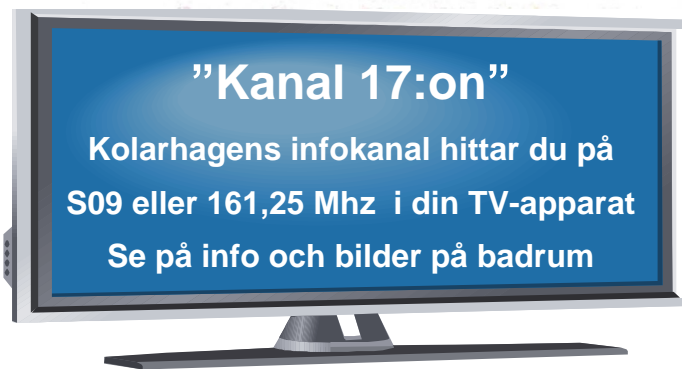 ”Kanal 17:on”
Kolarhagens infokanal hittar du på
S09 eller 161,25 Mhz i din TV-apparat
Se på info och bilder på badrum